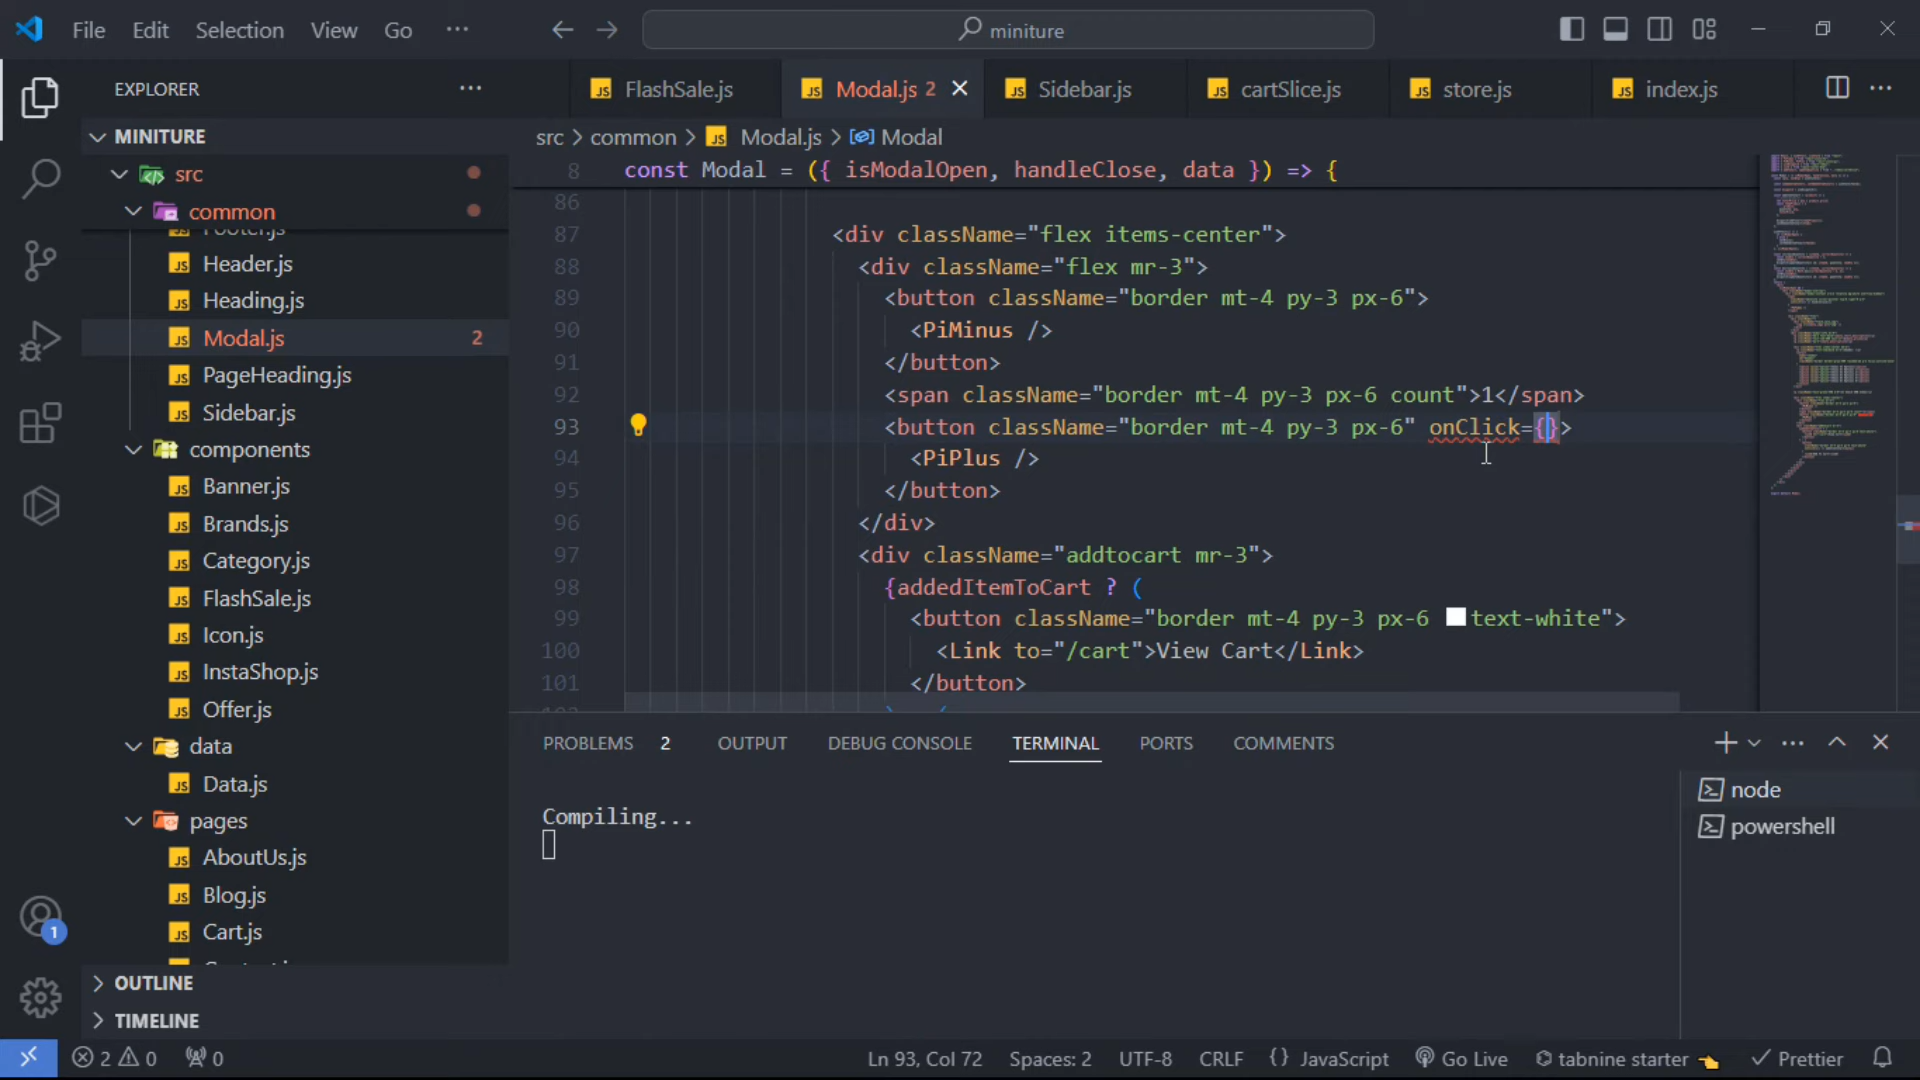 File Edit Selection View Go ···
miniture
EXPLORER
FlashSale.js
Modal.js 2
Sidebar.js
cartSlice.js
store.js
index.js
src > common > Modal.js > Modal
MINITURE
src
common
Footer.js
Header.js
Heading.js
Modal.js 2
PageHeading.js
Sidebar.js
components
Banner.js
Brands.js
Category.js
FlashSale.js
Icon.js
InstaShop.js
Offer.js
data
Data.js
pages
AboutUs.js
Blog.js
Cart.js
OUTLINE
TIMELINE
8 const Modal = ({ isModalOpen, handleClose, data }) => {
86
87 <div className="flex items-center">
88 <div className="flex mr-3">
89 <button className="border mt-4 py-3 px-6">
90 <PiMinus />
91 </button>
92 <span className="border mt-4 py-3 px-6 count">1</span>
93 <button className="border mt-4 py-3 px-6" onClick={}>
94 <PiPlus />
95 </button>
96 </div>
97 <div className="addtocart mr-3">
98 {addedItemToCart ? (
99 <button className="border mt-4 py-3 px-6 text-white">
100 <Link to="/cart">View Cart</Link>
101 </button>
PROBLEMS 2 OUTPUT DEBUG CONSOLE TERMINAL PORTS COMMENTS
Compiling...
node
powershell
1
2 0 0 Ln 93, Col 72 Spaces: 2 UTF-8 CRLF {} JavaScript Go Live tabnine starter Prettier